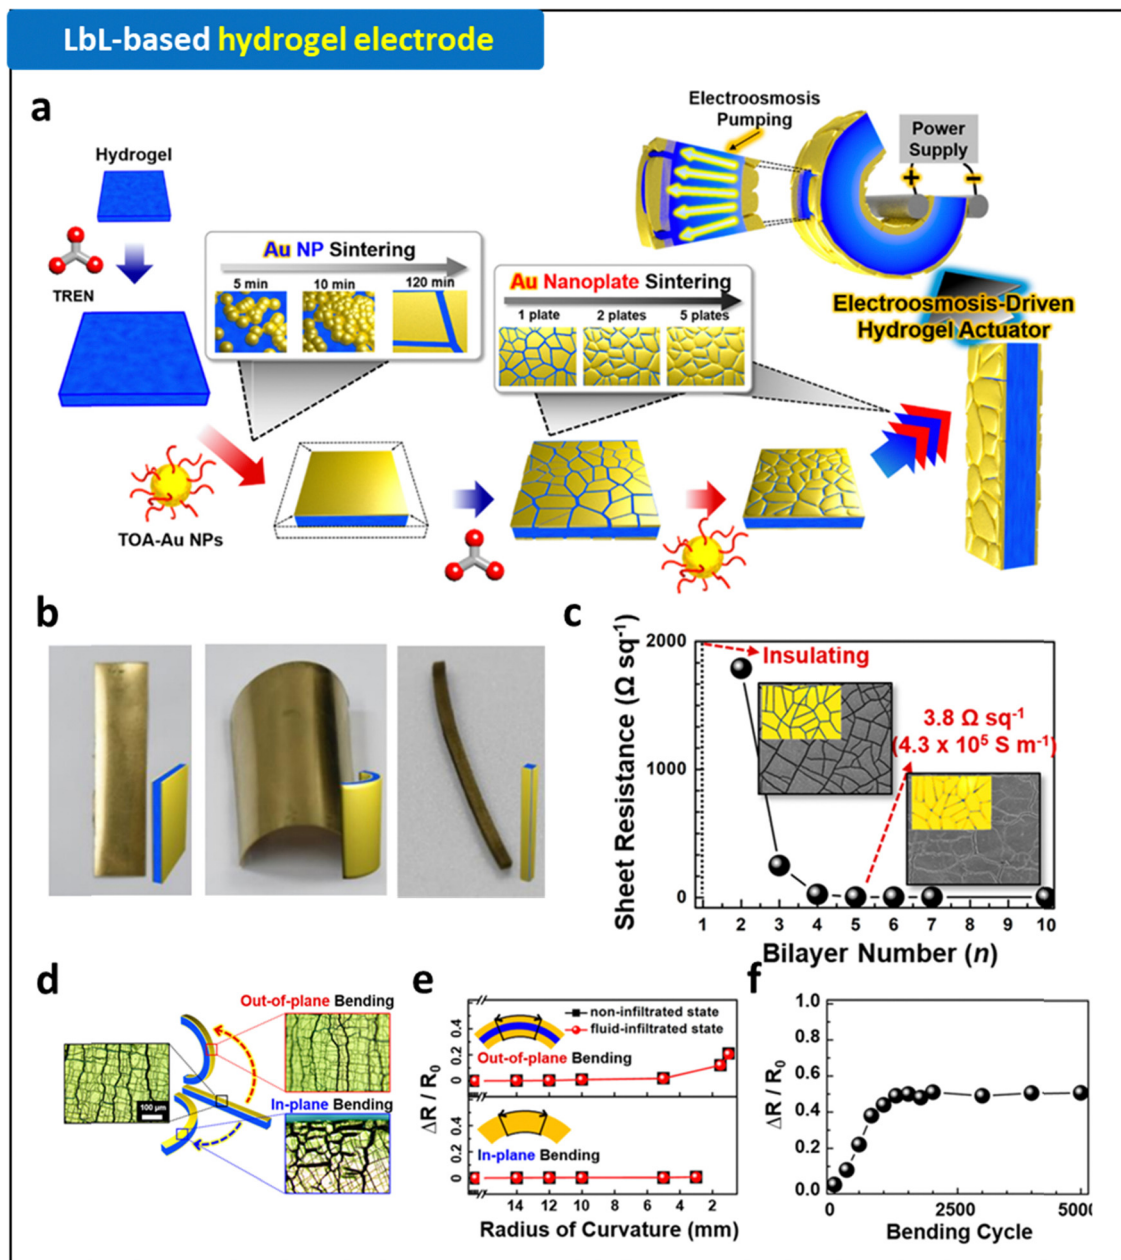 LbL-based hydrogel electrode
a
Hydrogel
TREN
TOA-Au NPs
Au NP Sintering
5 min 10 min 120 min
Au Nanoplate Sintering
1 plate 2 plates 5 plates
Electroosmosis
Pumping
Power
Supply
+ −
Electroosmosis-Driven
Hydrogel Actuator
b
c
Sheet Resistance (Ω sq⁻¹)
2000
1000
0
Insulating
3.8 Ω sq⁻¹
(4.3 x 10⁵ S m⁻¹)
1 2 3 4 5 6 7 8 9 10
Bilayer Number (n)
d
Out-of-plane Bending
100 μm
In-plane Bending
e
ΔR / R₀
0.4
0.2
0
non-infiltrated state
fluid-infiltrated state
Out-of-plane Bending
0.4
0.2
0
In-plane Bending
14 12 10 8 6 4 2
Radius of Curvature (mm)
f
ΔR / R₀
1.0
0.8
0.6
0.4
0.2
0.0
0 2500 500
Bending Cycle